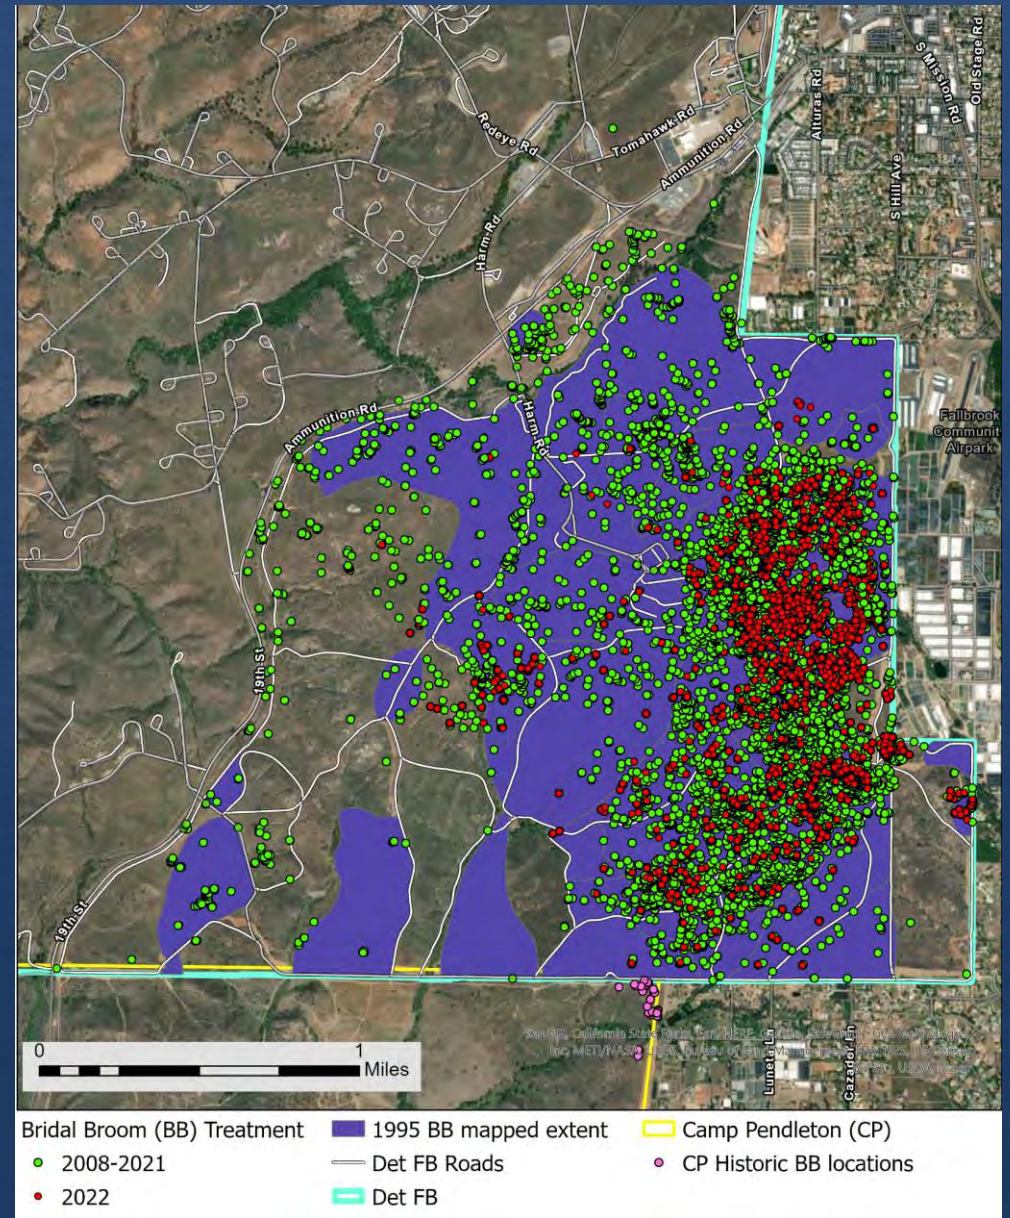 Redeye Rd
Tomahawk Rd
Ammunition Rd
Alturas Rd
S Mission Rd
Old Stage Rd
S Hill Ave
Harm Rd
Ammunition Rd
Harm Rd
Fallbrook
Communit
Airpark
19th St
19th St
Luneta Ln
Cazador Ln
0 1
Miles
Bridal Broom (BB) Treatment
2008-2021
2022
1995 BB mapped extent
Det FB Roads
Det FB
Camp Pendleton (CP)
CP Historic BB locations